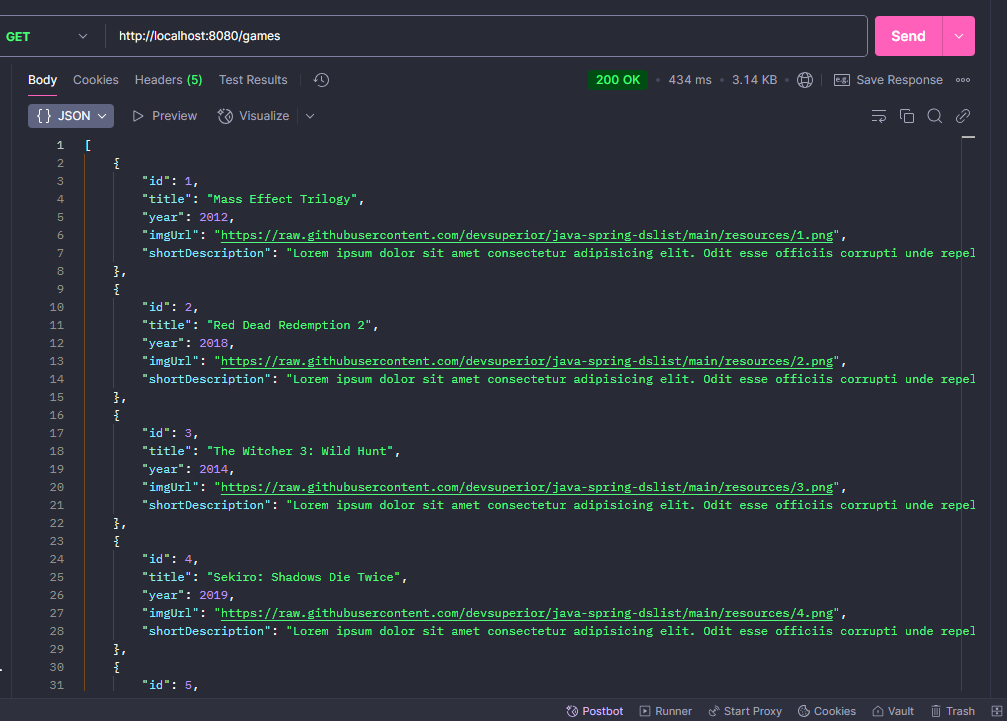 GET http://localhost:8080/games Send
Body Cookies Headers (5) Test Results 200 OK 434 ms 3.14 KB e.g. Save Response
{} JSON Preview Visualize
1 [
2 {
3 "id": 1,
4 "title": "Mass Effect Trilogy",
5 "year": 2012,
6 "imgUrl": "https://raw.githubusercontent.com/devsuperior/java-spring-dslist/main/resources/1.png",
7 "shortDescription": "Lorem ipsum dolor sit amet consectetur adipisicing elit. Odit esse officiis corrupti unde repel
8 },
9 {
10 "id": 2,
11 "title": "Red Dead Redemption 2",
12 "year": 2018,
13 "imgUrl": "https://raw.githubusercontent.com/devsuperior/java-spring-dslist/main/resources/2.png",
14 "shortDescription": "Lorem ipsum dolor sit amet consectetur adipisicing elit. Odit esse officiis corrupti unde repel
15 },
16 {
17 "id": 3,
18 "title": "The Witcher 3: Wild Hunt",
19 "year": 2014,
20 "imgUrl": "https://raw.githubusercontent.com/devsuperior/java-spring-dslist/main/resources/3.png",
21 "shortDescription": "Lorem ipsum dolor sit amet consectetur adipisicing elit. Odit esse officiis corrupti unde repel
22 },
23 {
24 "id": 4,
25 "title": "Sekiro: Shadows Die Twice",
26 "year": 2019,
27 "imgUrl": "https://raw.githubusercontent.com/devsuperior/java-spring-dslist/main/resources/4.png",
28 "shortDescription": "Lorem ipsum dolor sit amet consectetur adipisicing elit. Odit esse officiis corrupti unde repel
29 },
30 {
31 "id": 5,
Postbot Runner Start Proxy Cookies Vault Trash